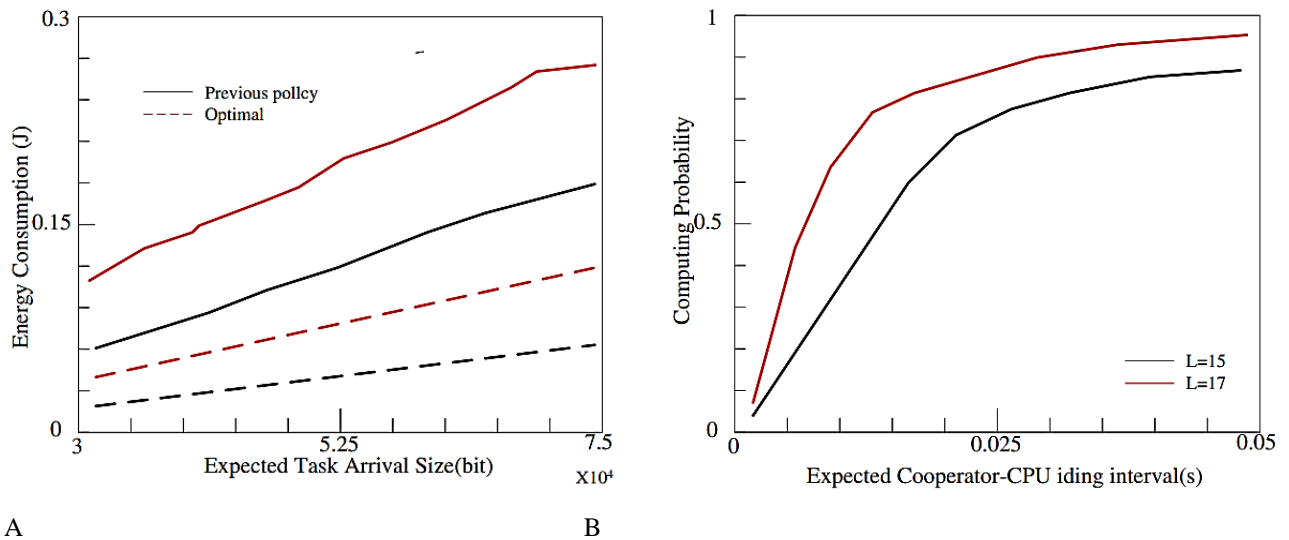 0.3
Previous pollcy
Optimal
Energy Consumption (J)
0.15
0
3
5.25
7.5
Expected Task Arrival Size(bit)
X10⁴
A
1
Computing Probability
0.5
L=15
L=17
0
0
0.025
0.05
Expected Cooperator-CPU iding interval(s)
B